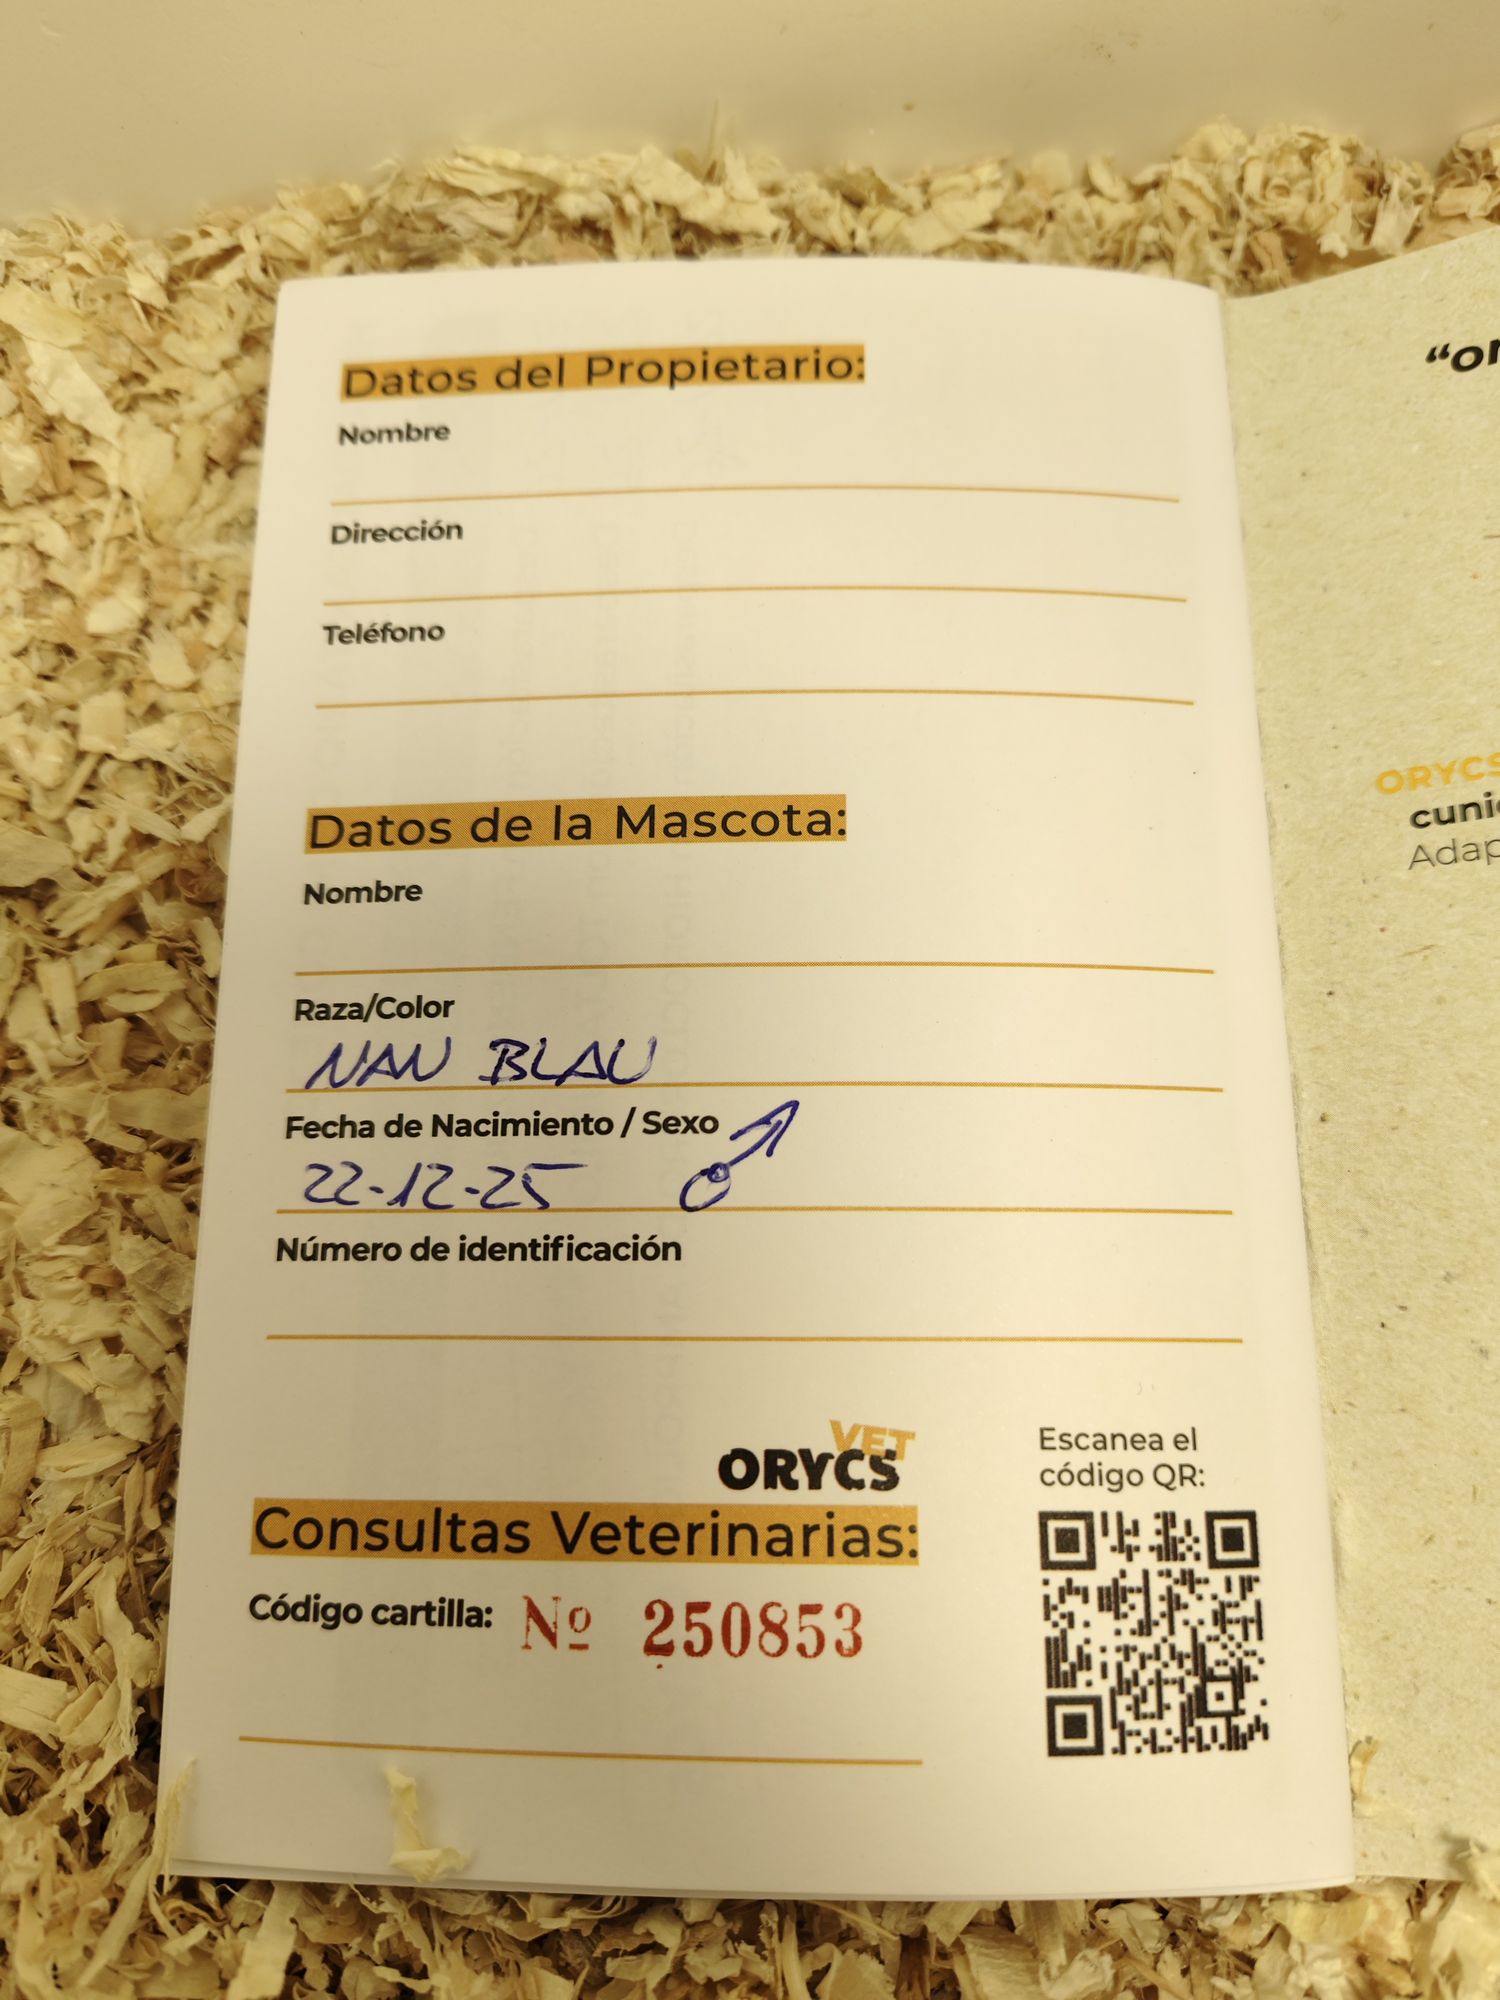 Datos del Propietario:
Nombre
Dirección
Teléfono
Datos de la Mascota:
Nombre
Raza/Color
NAN BLAU
Fecha de Nacimiento / Sexo
22-12-25 ♂
Número de identificación
VET
ORYCS
Consultas Veterinarias:
Código cartilla: Nº 250853
Escanea el
código QR:
ORYCS